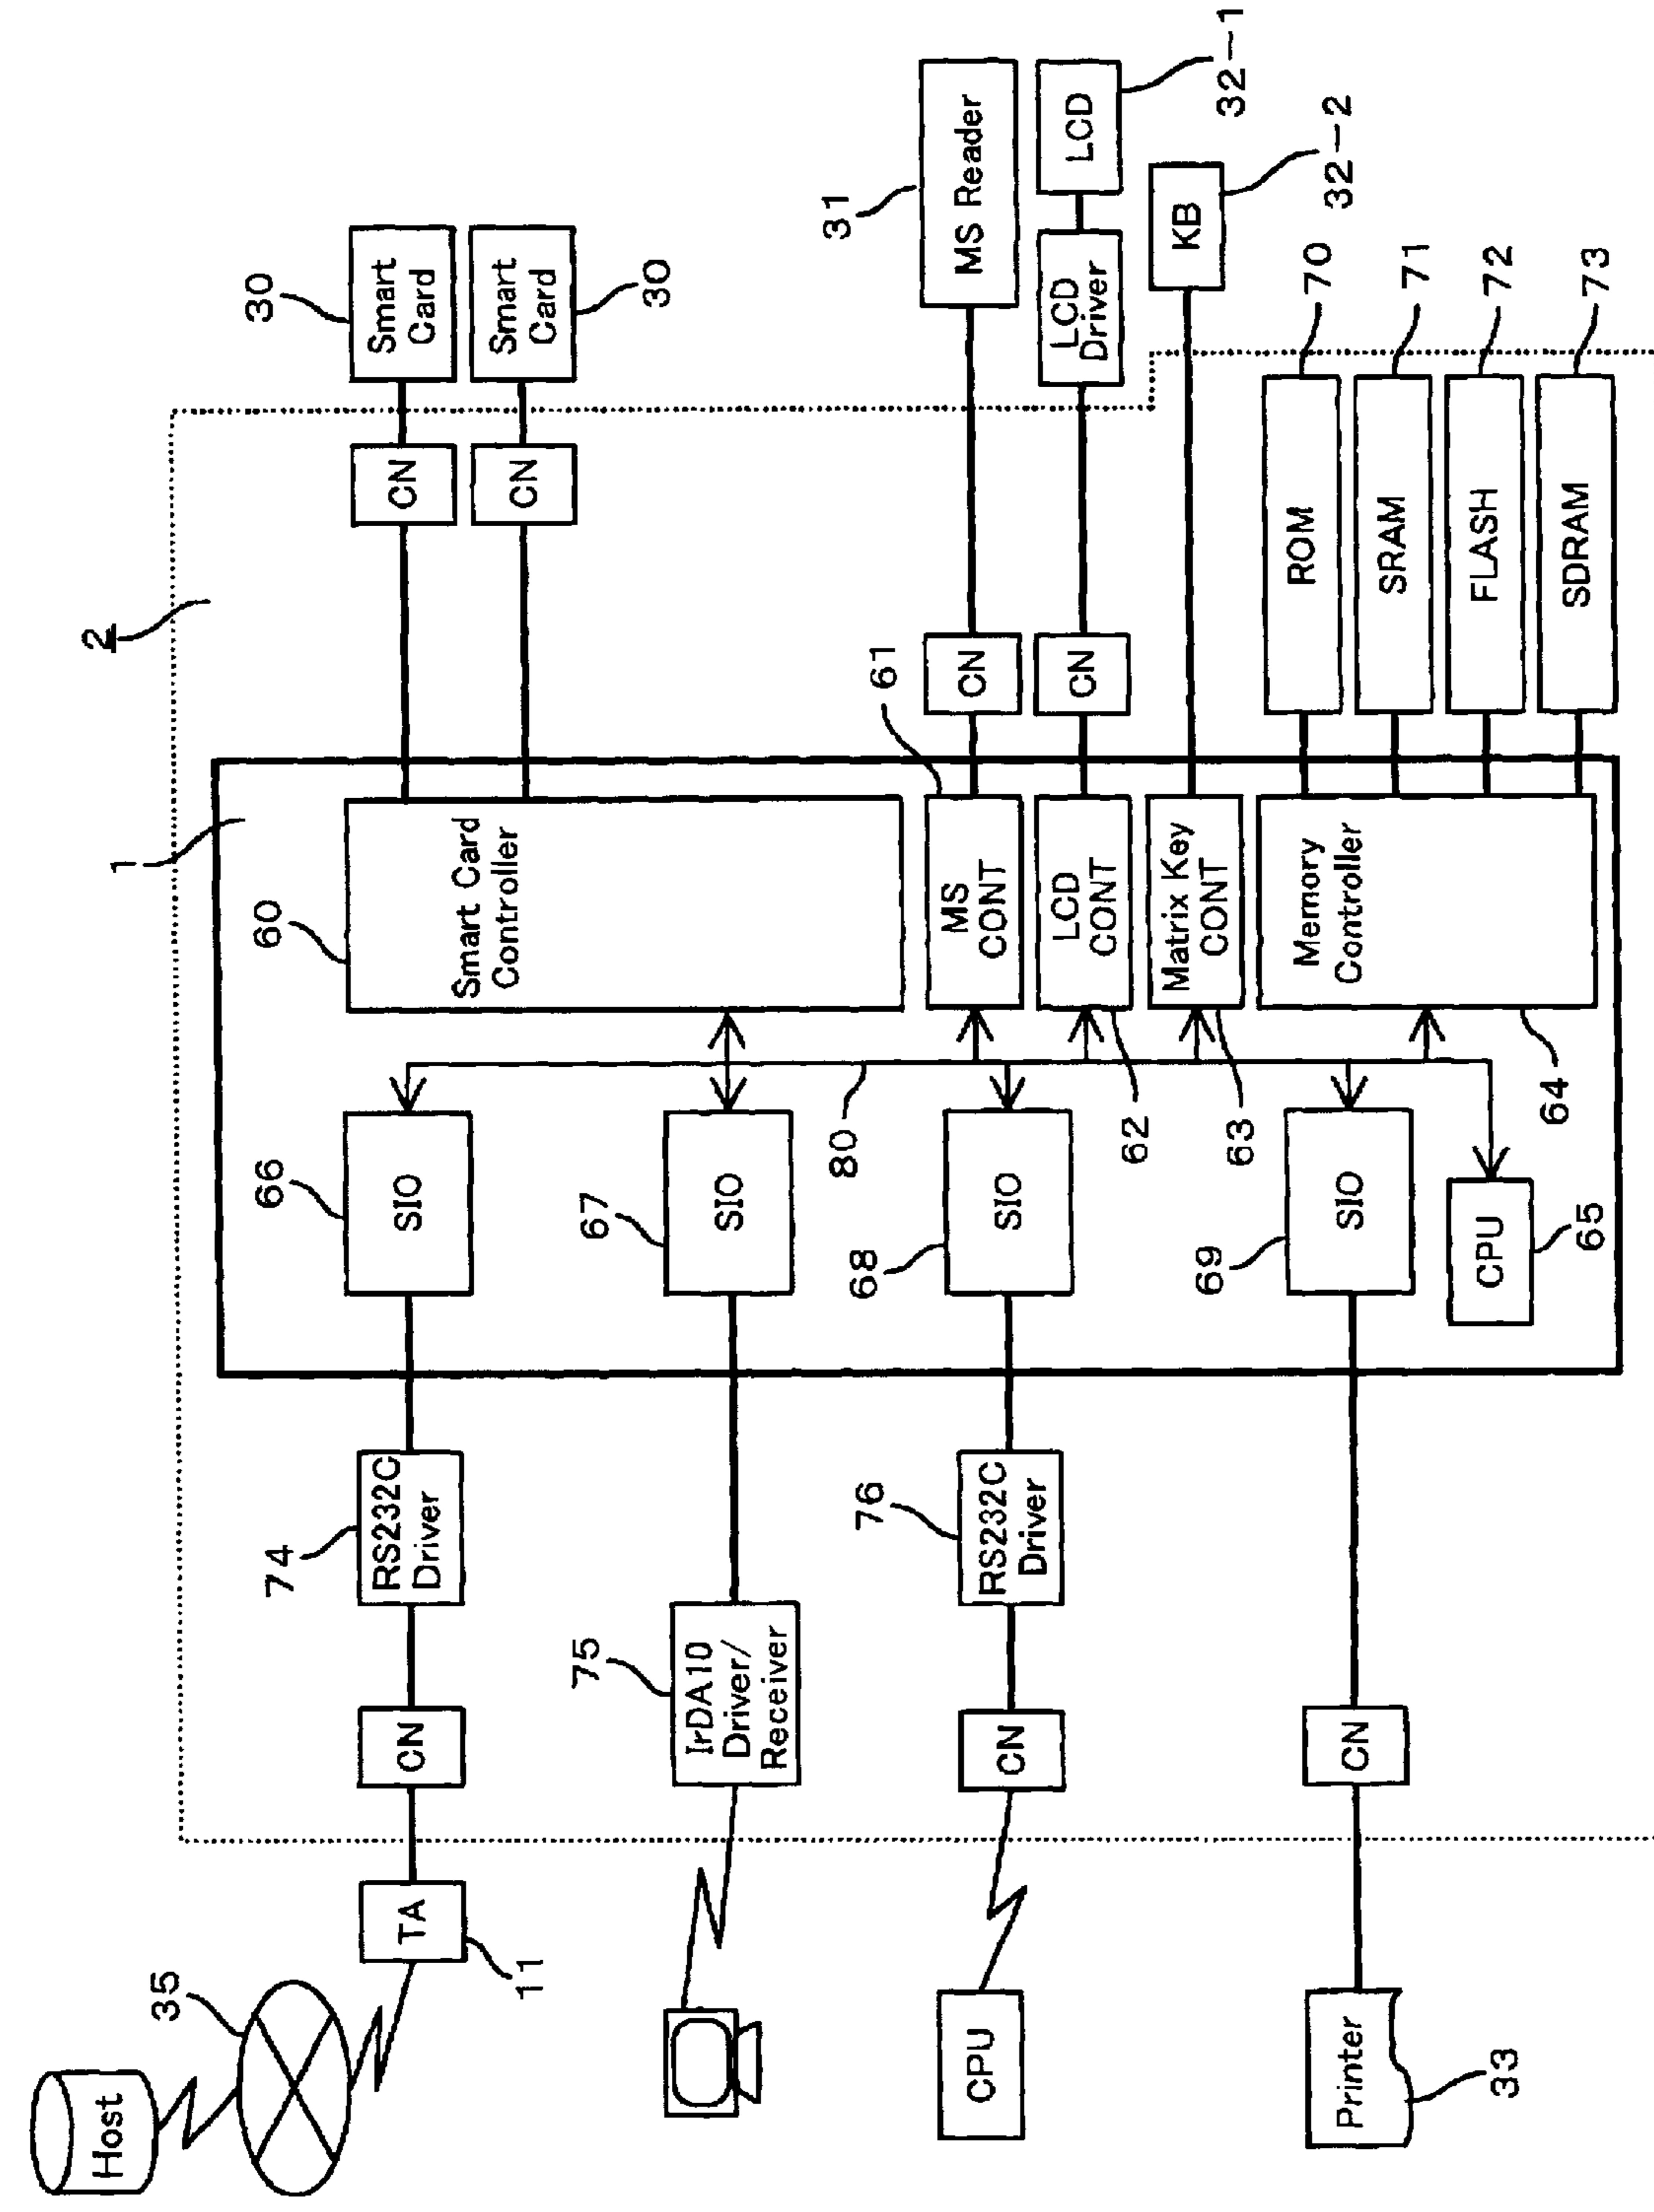 Host
35
TA
11
CN
RS232C
Driver
74
SIO
66
1
2
60
Smart Card
Controller
CN
CN
Smart
Card
30
Smart
Card
30
75
IrDA10
Driver/
Receiver
67
SIO
80
CPU
CN
76
RS232C
Driver
68
SIO
61
MS
CONT
CN
MS Reader
31
62
LCD
CONT
CN
LCD
Driver
LCD
32-1
63
Matrix Key
CONT
KB
32-2
Printer
33
CN
69
SIO
CPU
65
64
Memory
Controller
ROM
70
SRAM
71
FLASH
72
SDRAM
73